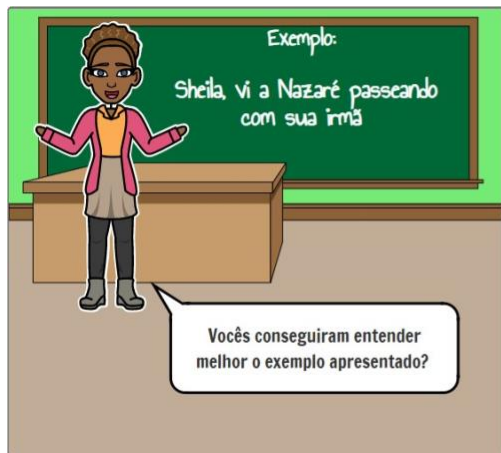 Exemplo:
Sheila, vi a Nazaré passeando
com sua irmã
Vocês conseguiram entender
melhor o exemplo apresentado?